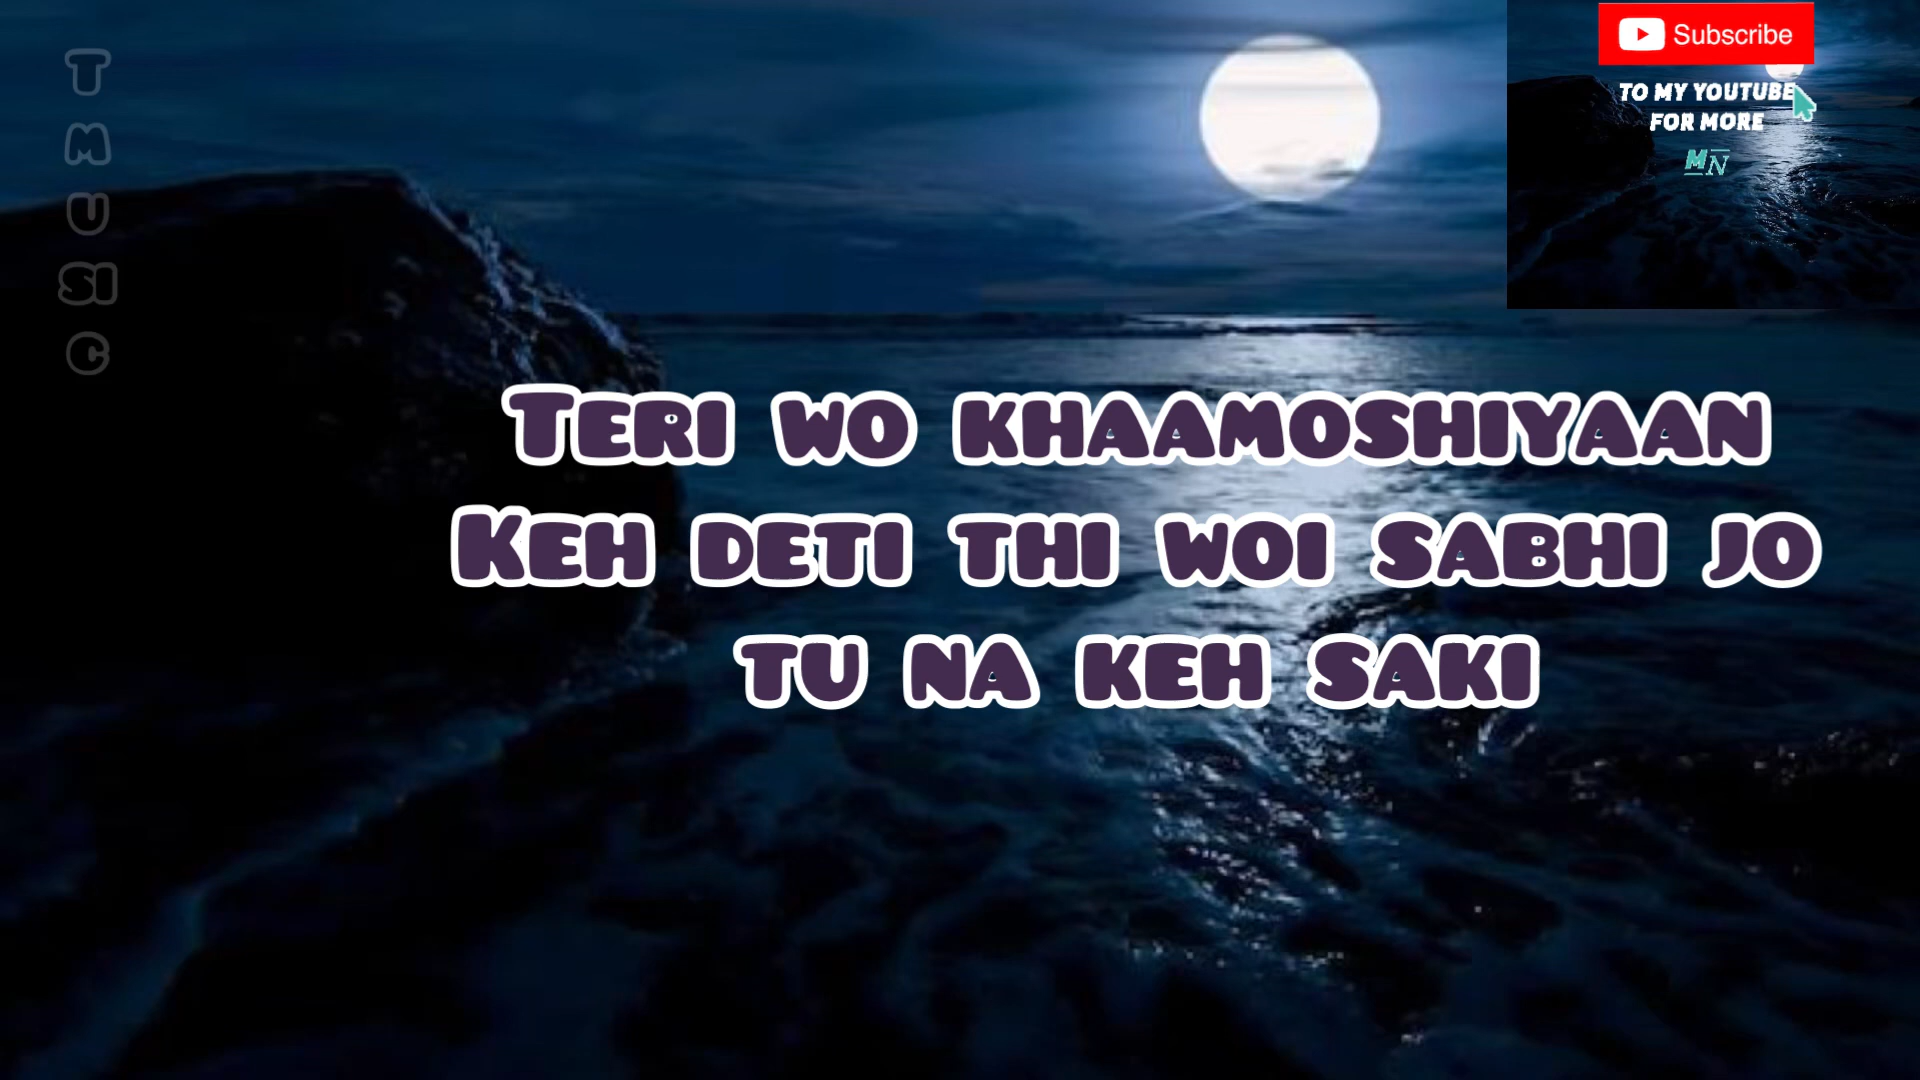 T
M
U
SI
C
Subscribe
TO MY YOUTUBE
FOR MORE
MN
Teri wo khaamoshiyaan
Keh deti thi woi sabhi jo
tu na keh saki